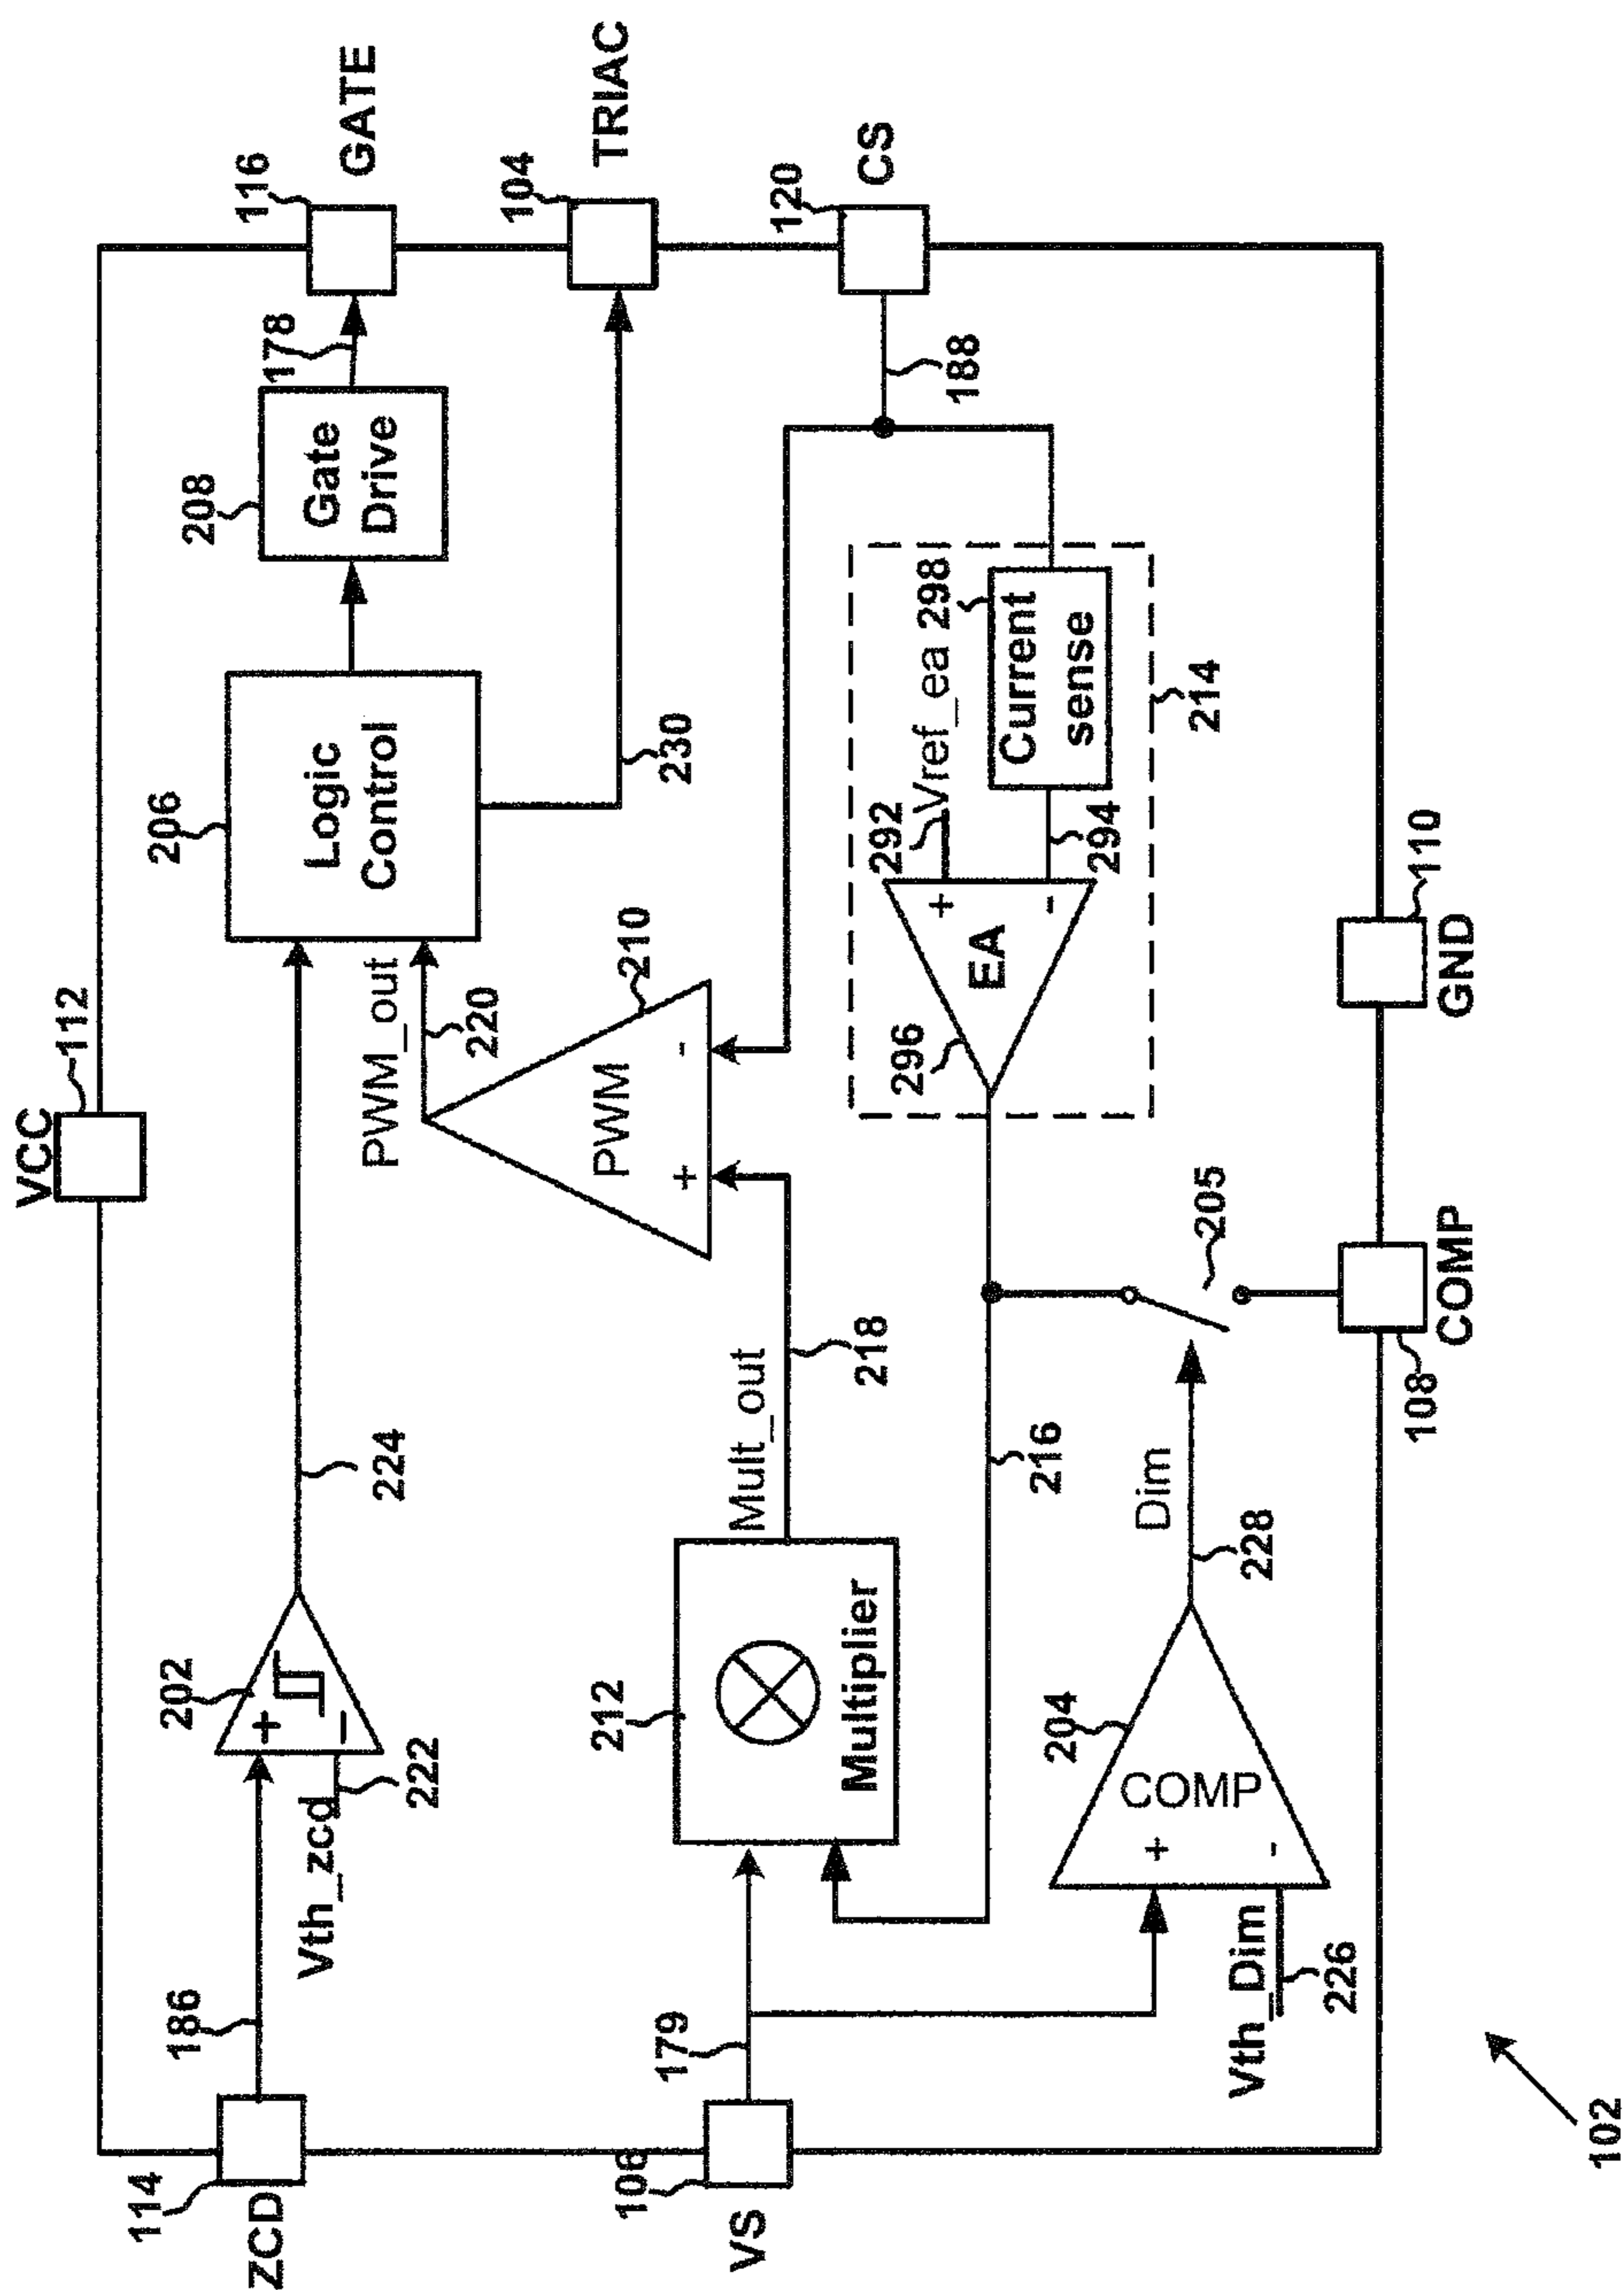 VCC
112
114
ZCD
186
Vth_zcd
222
202
224
206
Logic
Control
208
Gate
Drive
178
116
GATE
230
104
TRIAC
PWM_out
220
PWM
+
-
210
106
VS
179
212
Multiplier
Mult_out
218
188
120
CS
214
Vref_ea
292
298
Current
sense
294
EA
+
-
296
216
Vth_Dim
226
204
COMP
+
-
Dim
228
205
108
COMP
110
GND
102